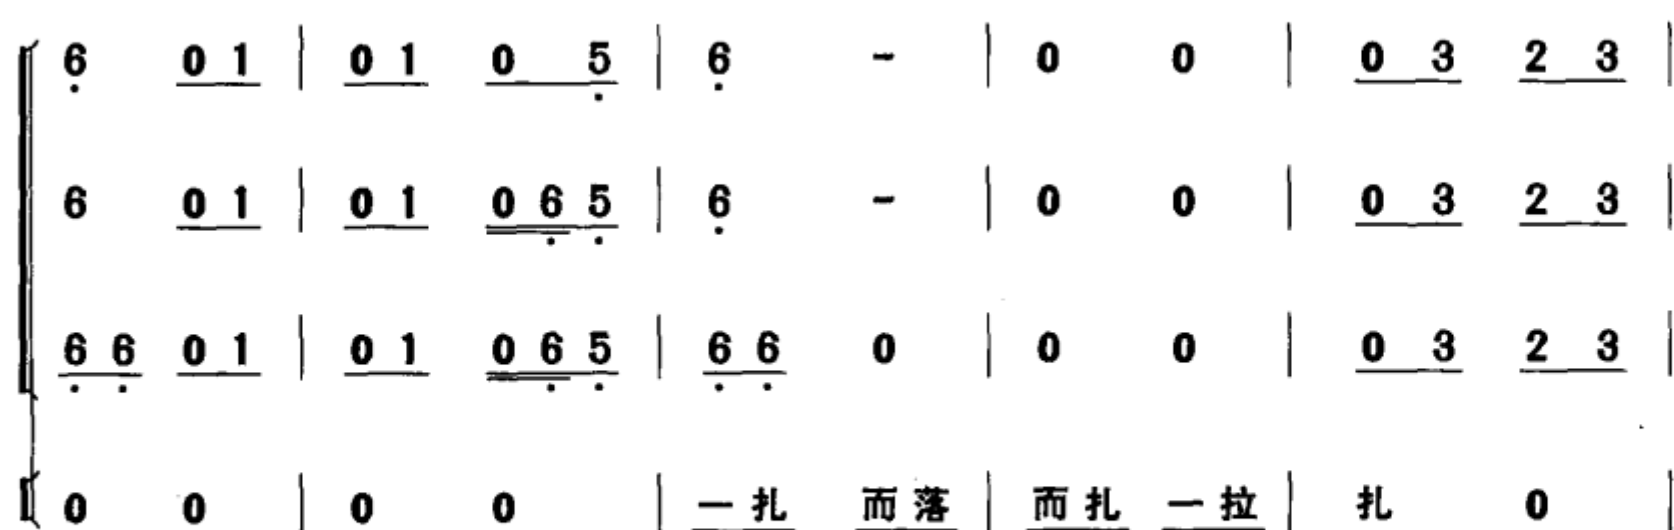 6 0 1 | 0 1 0 5 | 6 - | 0 0 | 0 3 2 3 |
6 0 1 | 0 1 0 6 5 | 6 - | 0 0 | 0 3 2 3 |
6 6 0 1 | 0 1 0 6 5 | 6 6 0 | 0 0 | 0 3 2 3 |
0 0 | 0 0 | 一扎 而落 | 而扎 一拉 | 扎 0 |